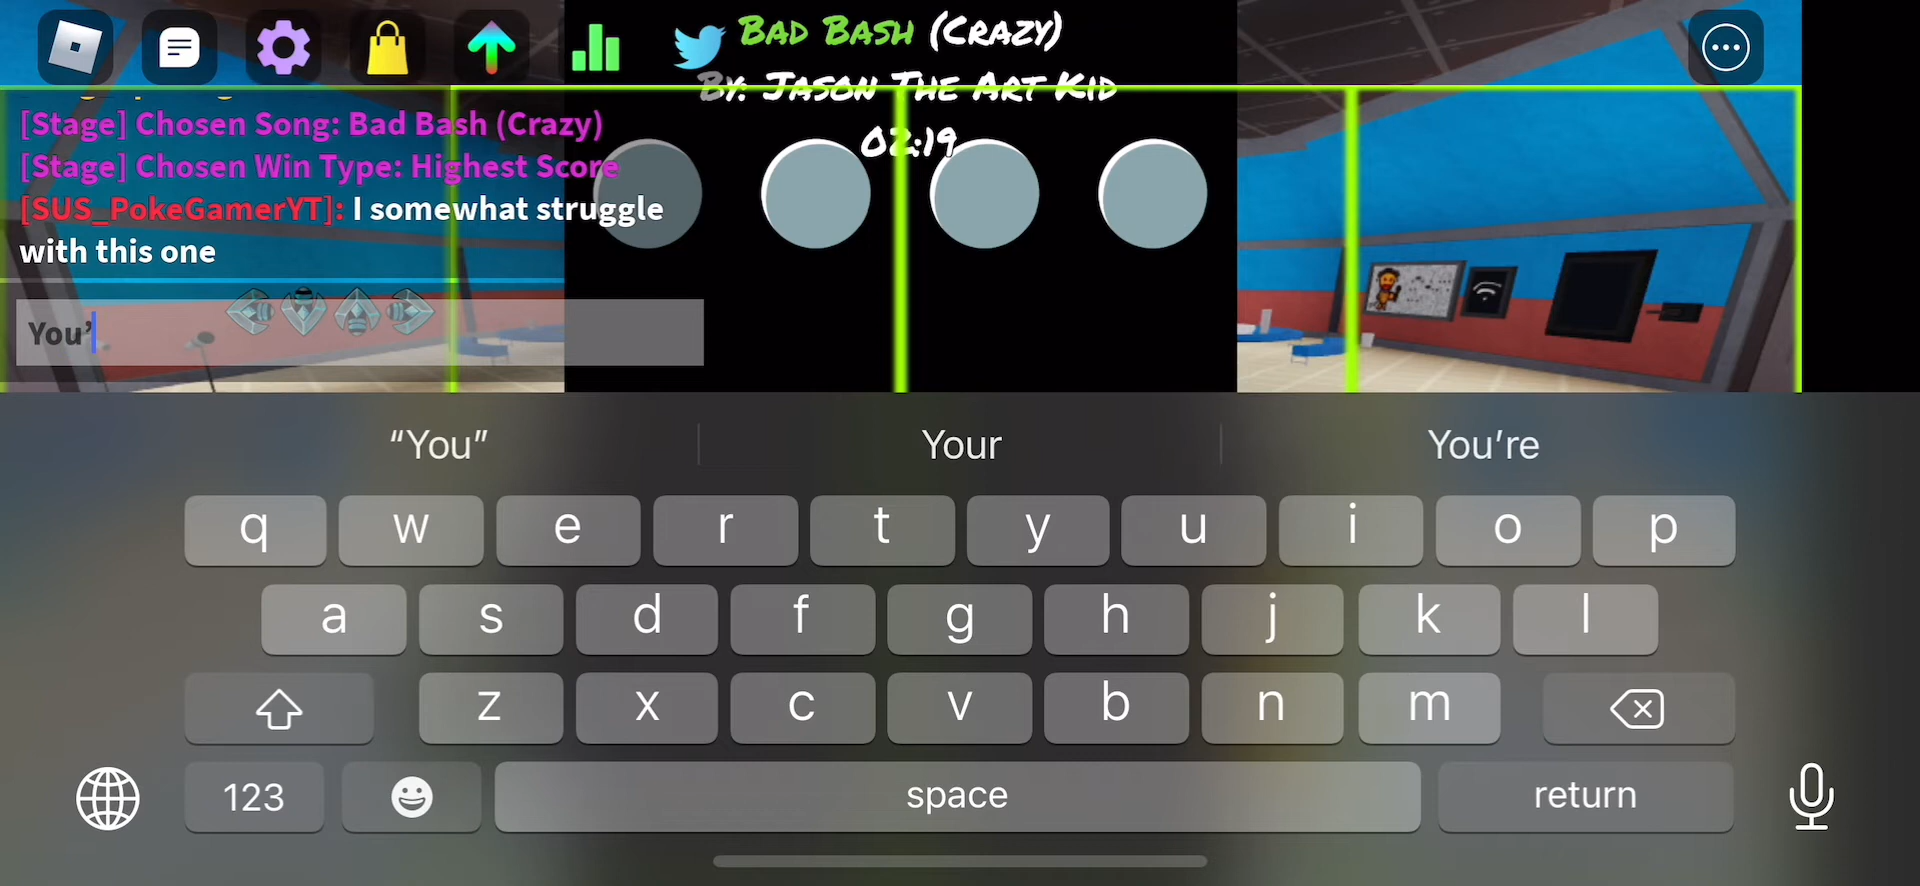 Bad Bash (Crazy)
By: Jason The Art Kid
02:19
[Stage] Chosen Song: Bad Bash (Crazy)
[Stage] Chosen Win Type: Highest Score
[SUS_PokeGamerYT]: I somewhat struggle
with this one
You’
“You” Your You’re
q w e r t y u i o p
a s d f g h j k l
z x c v b n m
123 space return